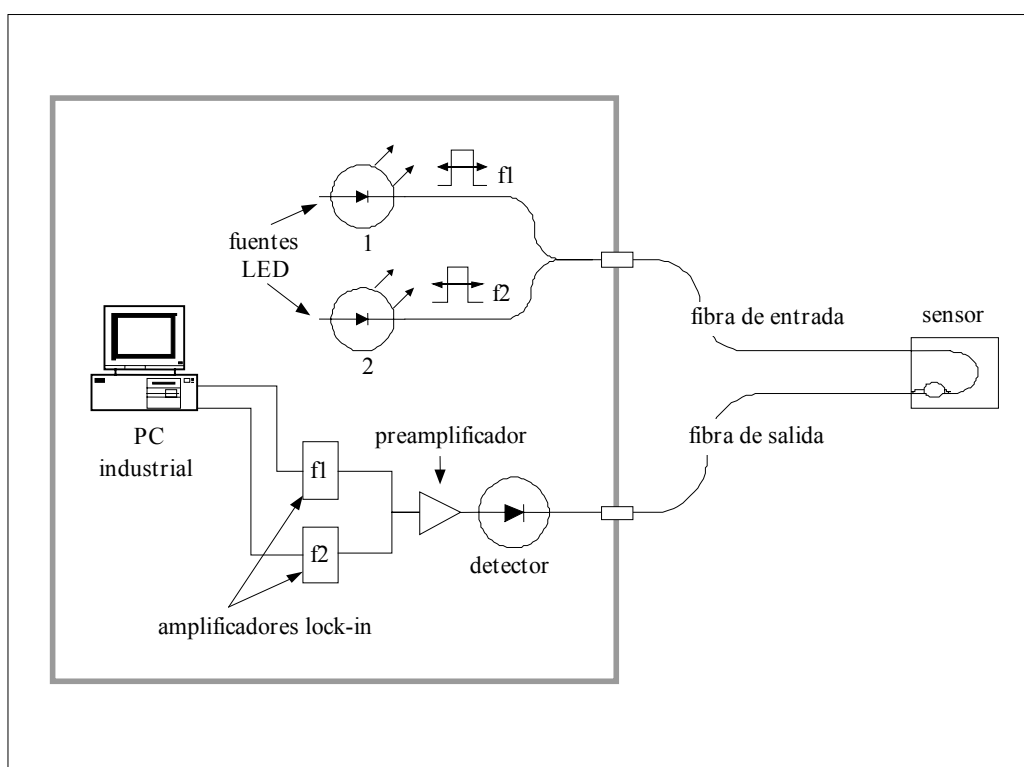 f1
fuentes
LED
1
f2
2
fibra de entrada
sensor
PC
industrial
preamplificador
fibra de salida
f1
f2
detector
amplificadores lock-in